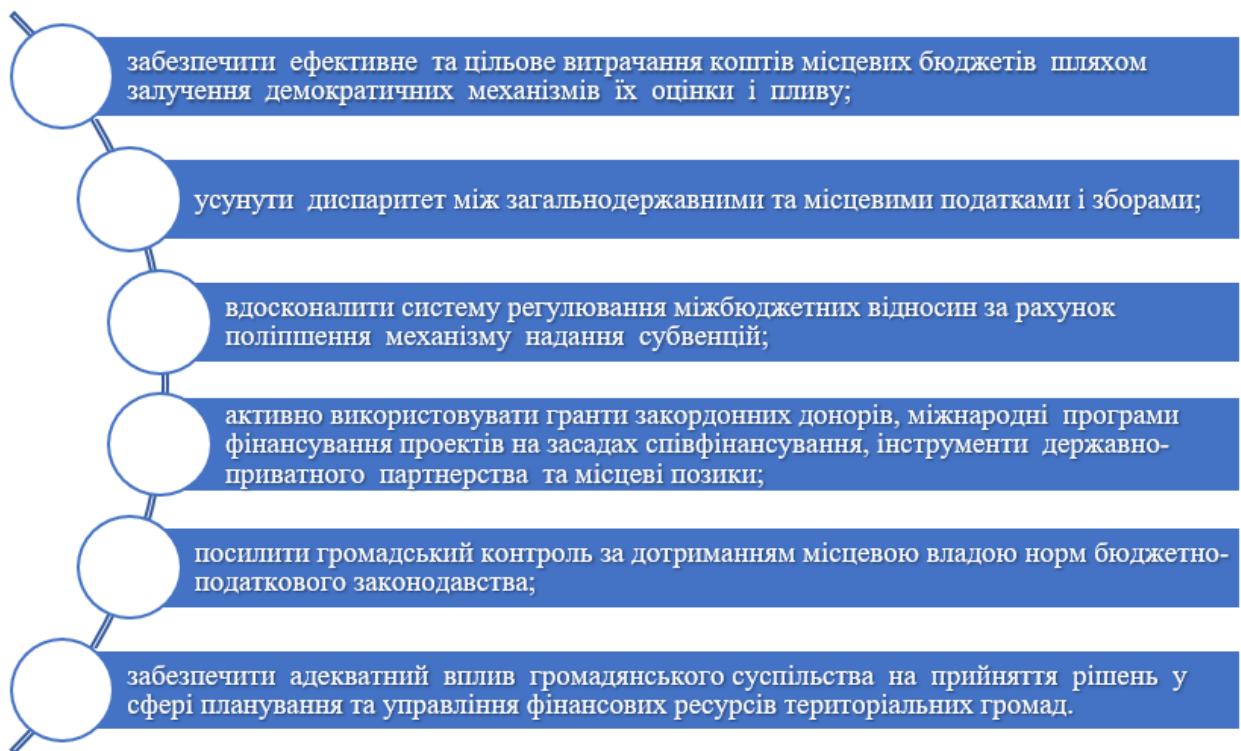 забезпечити ефективне та цільове витрачання коштів місцевих бюджетів шляхом
залучення демократичних механізмів їх оцінки і пливу;
усунути диспаритет між загальнодержавними та місцевими податками і зборами;
вдосконалити систему регулювання міжбюджетних відносин за рахунок
поліпшення механізму надання субвенцій;
активно використовувати гранти закордонних донорів, міжнародні програми
фінансування проектів на засадах співфінансування, інструменти державно-
приватного партнерства та місцеві позики;
посилити громадський контроль за дотриманням місцевою владою норм бюджетно-
податкового законодавства;
забезпечити адекватний вплив громадянського суспільства на прийняття рішень у
сфері планування та управління фінансових ресурсів територіальних громад.